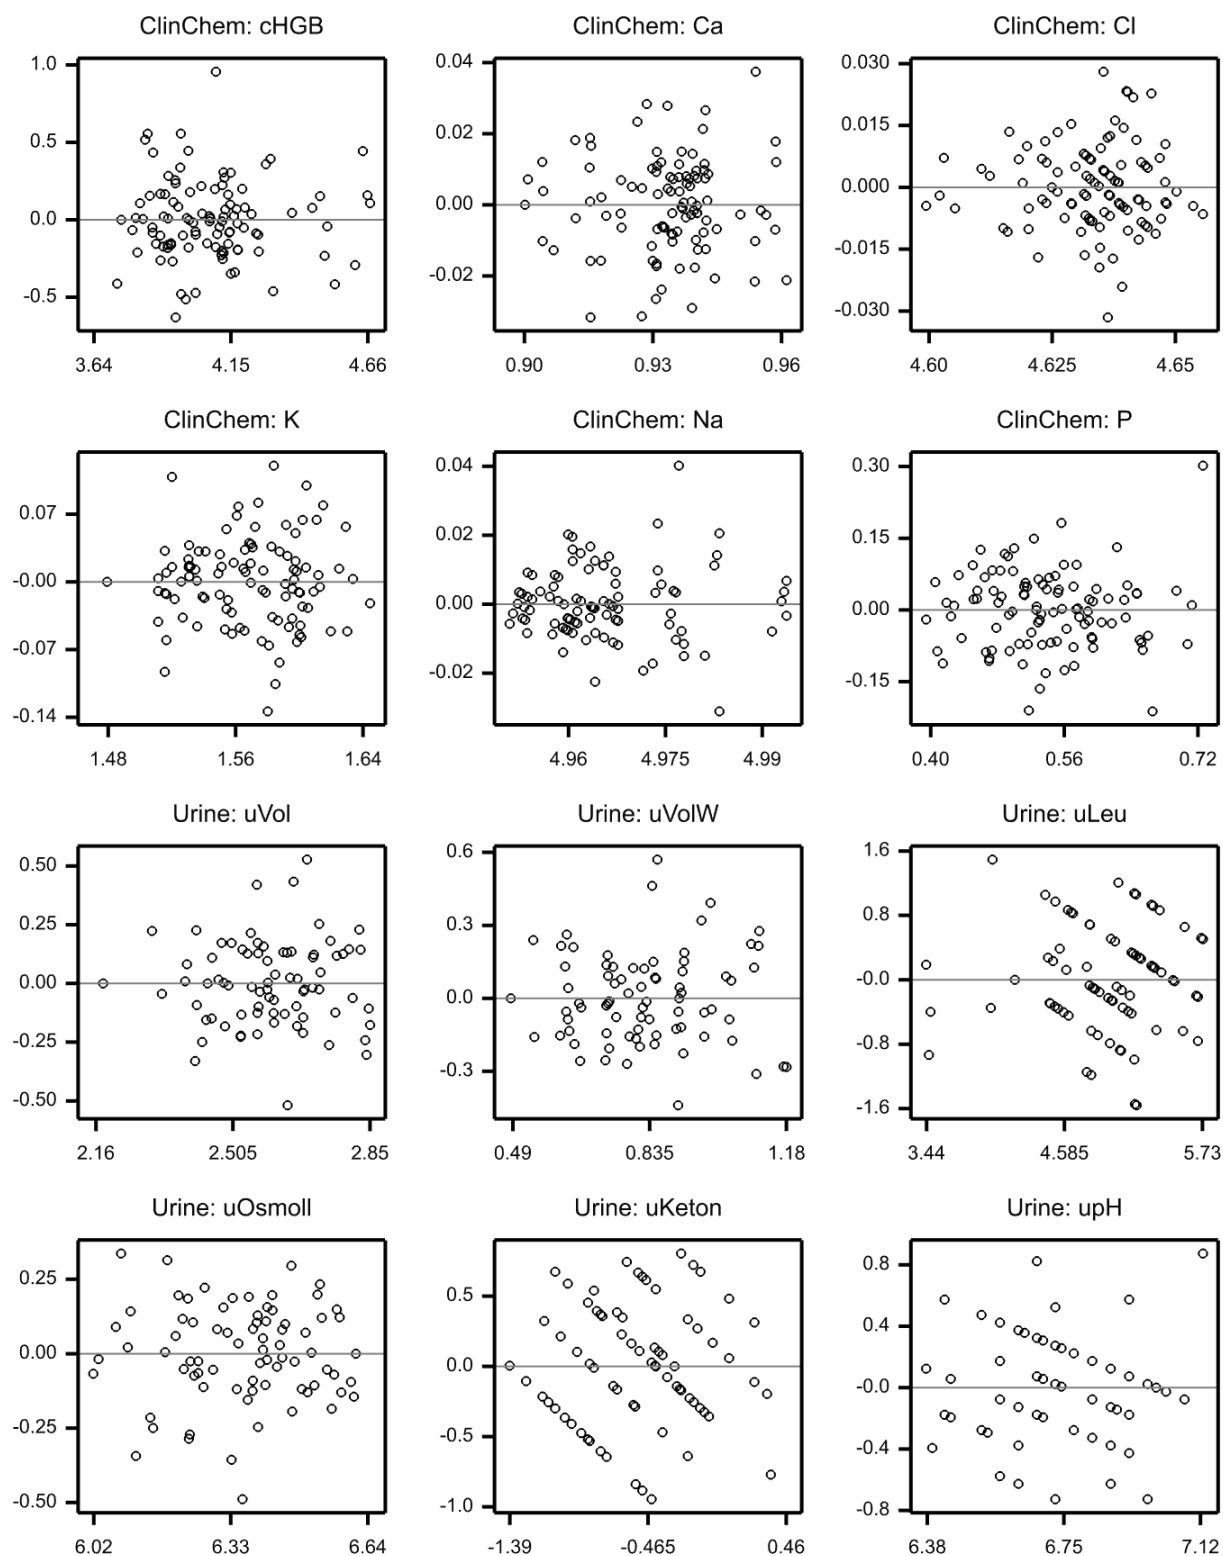 ClinChem: cHGB ClinChem: Ca ClinChem: Cl
1.0 0.04 0.030
0.5 0.02 0.015
0.0 0.00 0.000
-0.5 -0.02 -0.015
-0.030
3.64 4.15 4.66 0.90 0.93 0.96 4.60 4.625 4.65
ClinChem: K ClinChem: Na ClinChem: P
0.07 0.04 0.30
-0.00 0.02 0.15
-0.07 0.00 0.00
-0.14 -0.02 -0.15
1.48 1.56 1.64 4.96 4.975 4.99 0.40 0.56 0.72
Urine: uVol Urine: uVolW Urine: uLeu
0.50 0.6 1.6
0.25 0.3 0.8
0.00 0.0 -0.0
-0.25 -0.3 -0.8
-0.50 -1.6
2.16 2.505 2.85 0.49 0.835 1.18 3.44 4.585 5.73
Urine: uOsmoll Urine: uKeton Urine: upH
0.25 0.5 0.8
0.00 0.0 0.4
-0.25 -0.5 -0.0
-0.50 -1.0 -0.4
-0.8
6.02 6.33 6.64 -1.39 -0.465 0.46 6.38 6.75 7.12